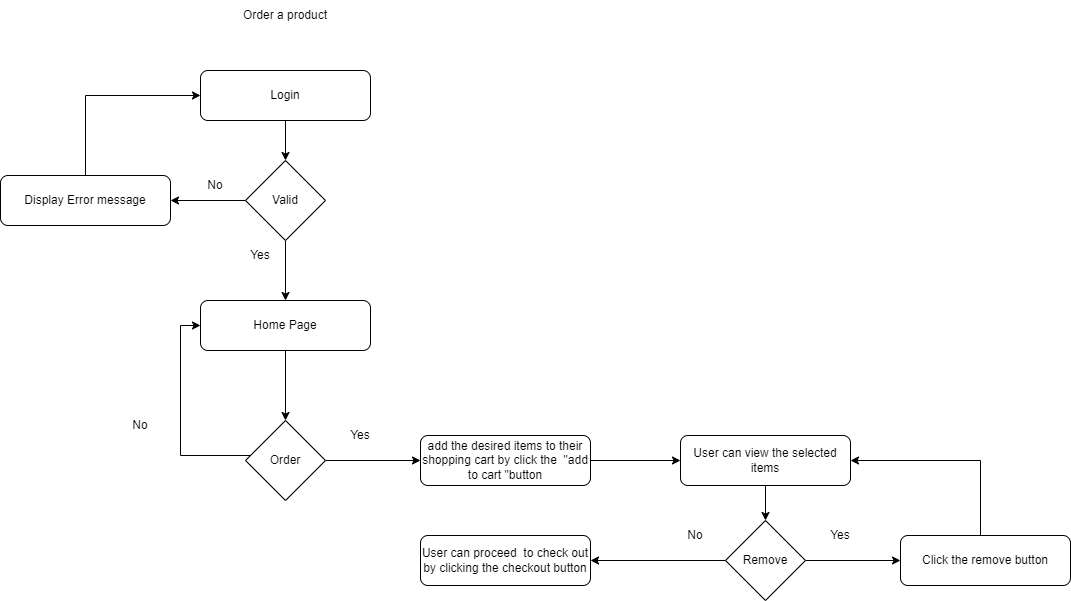 Order a product
Login
No
Display Error message
Valid
Yes
Home Page
No
Yes
Order
add the desired items to their
shopping cart by click the "add
to cart "button
User can view the selected
items
No
Yes
User can proceed to check out
by clicking the checkout button
Remove
Click the remove button